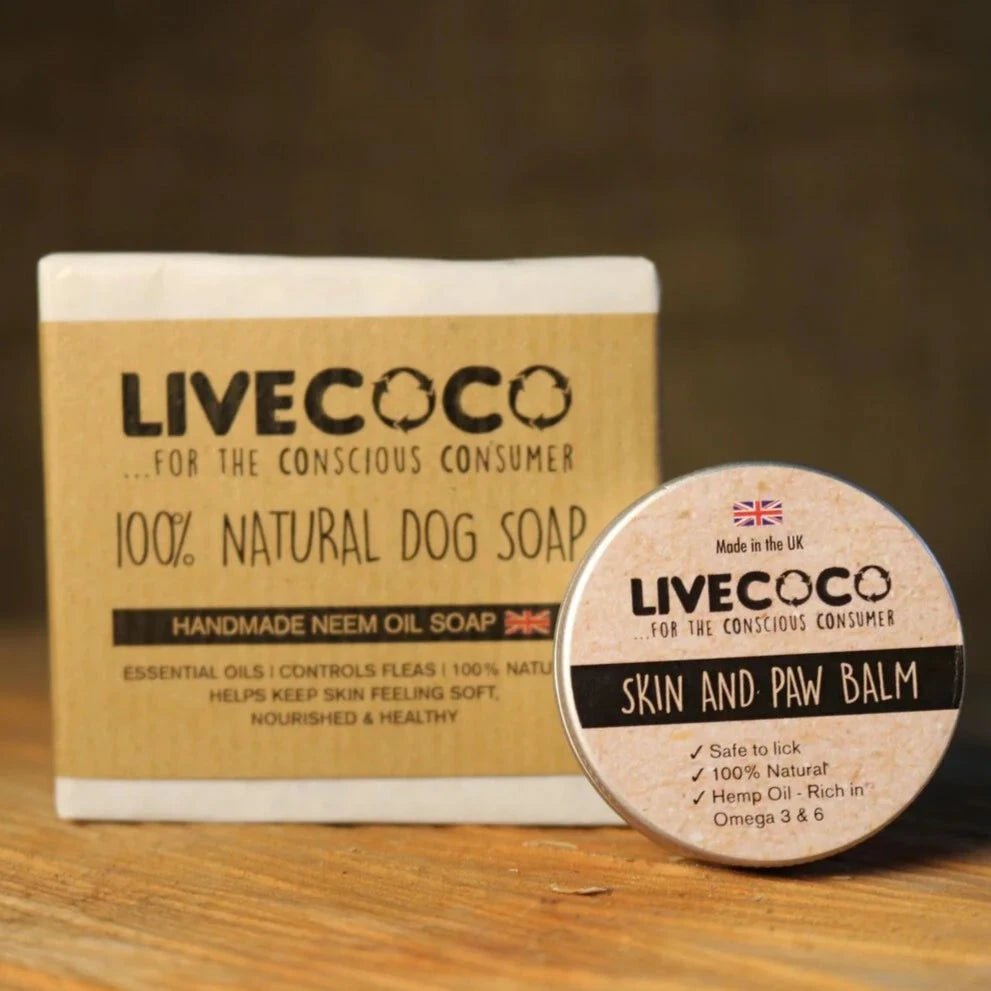 LIVECOCO
...FOR THE CONSCIOUS CONSUMER
100% NATURAL DOG SOAP
HANDMADE NEEM OIL SOAP
ESSENTIAL OILS | CONTROLS FLEAS | 100% NATU
HELPS KEEP SKIN FEELING SOFT,
NOURISHED & HEALTHY
Made in the UK
LIVECOCO
...FOR THE CONSCIOUS CONSUMER
SKIN AND PAW BALM
✓ Safe to lick
✓ 100% Natural
✓ Hemp Oil - Rich in
Omega 3 & 6